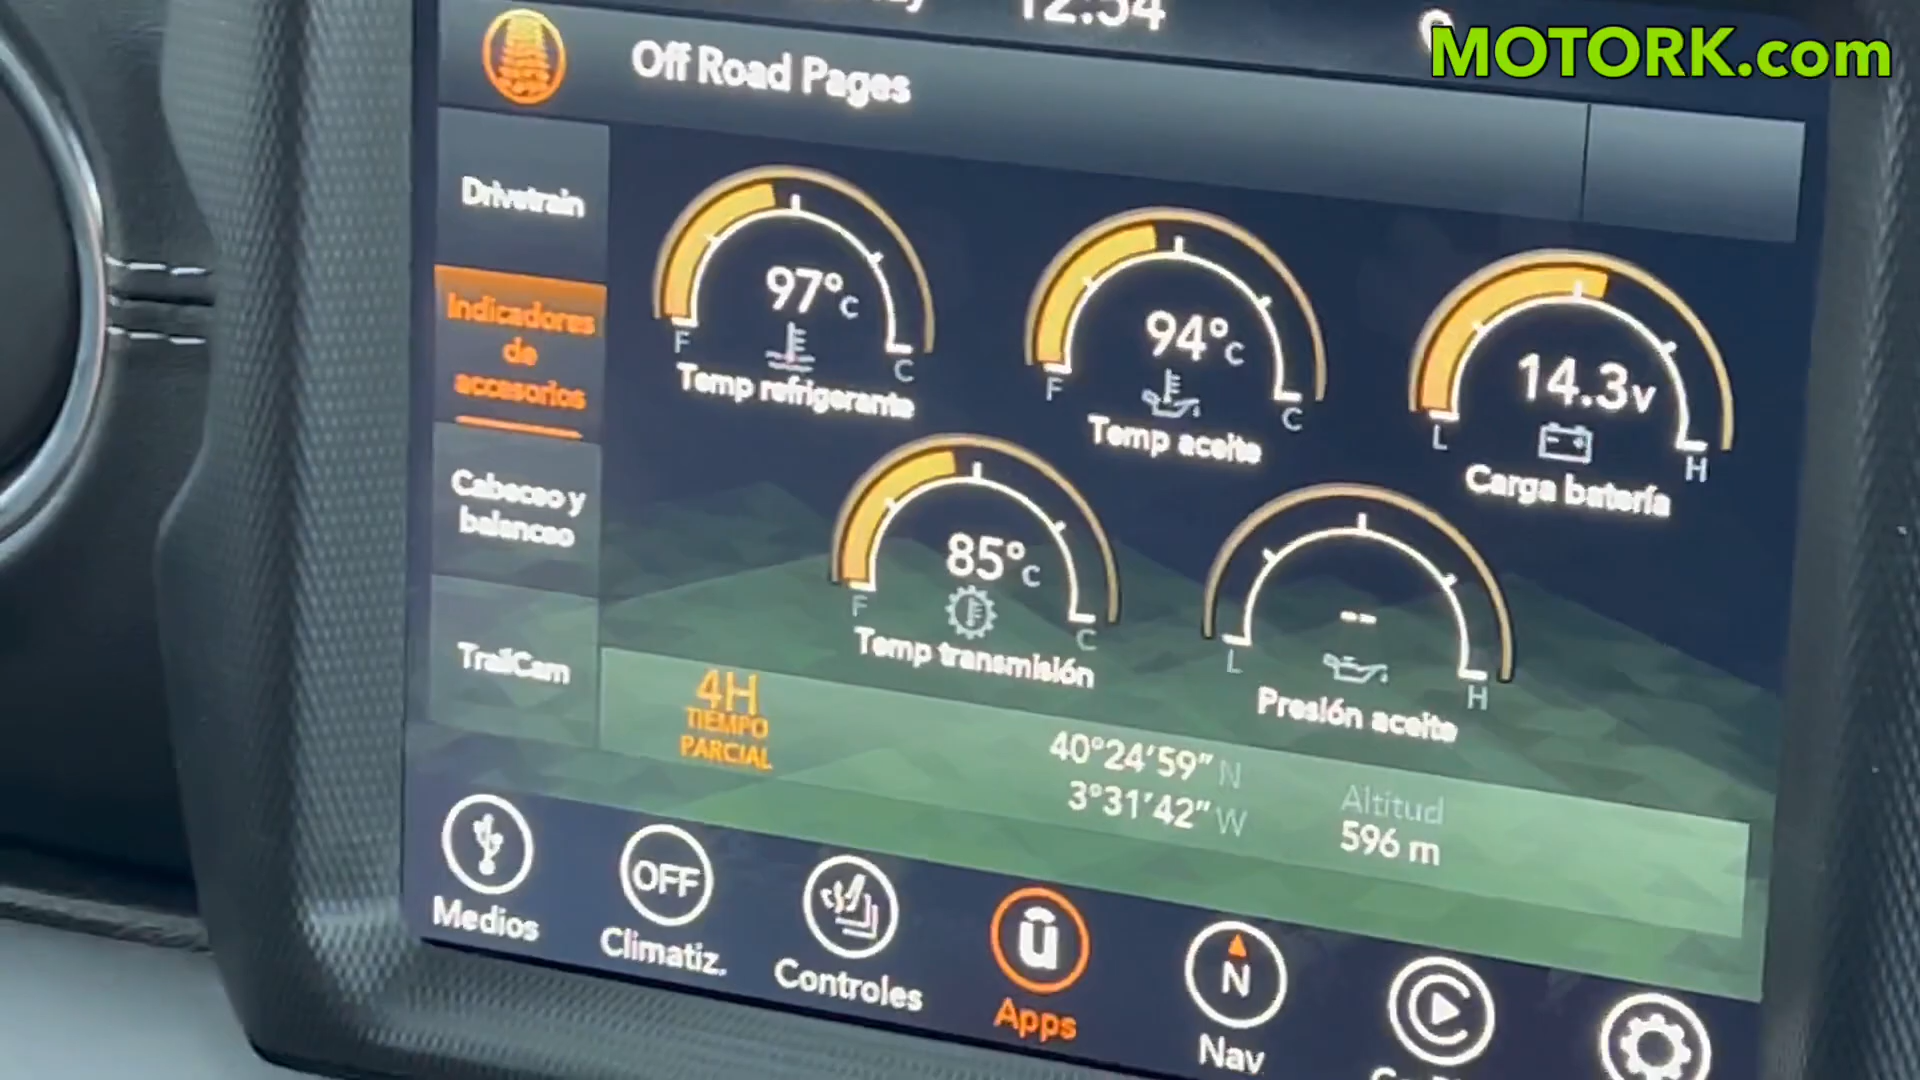 12:54
MOTORK.com
Off Road Pages
Drivetrain
Indicadores
de
accesorios
Cabeceo y
balanceo
TrailCam
97°C
F
C
Temp refrigerante
94°C
F
C
Temp aceite
14.3v
L
H
Carga batería
85°C
F
C
Temp transmisión
--
L
H
Presión aceite
4H
TIEMPO
PARCIAL
40°24'59" N
3°31'42" W
Altitud
596 m
Medios
OFF
Climatiz.
Controles
ü
Apps
N
Nav